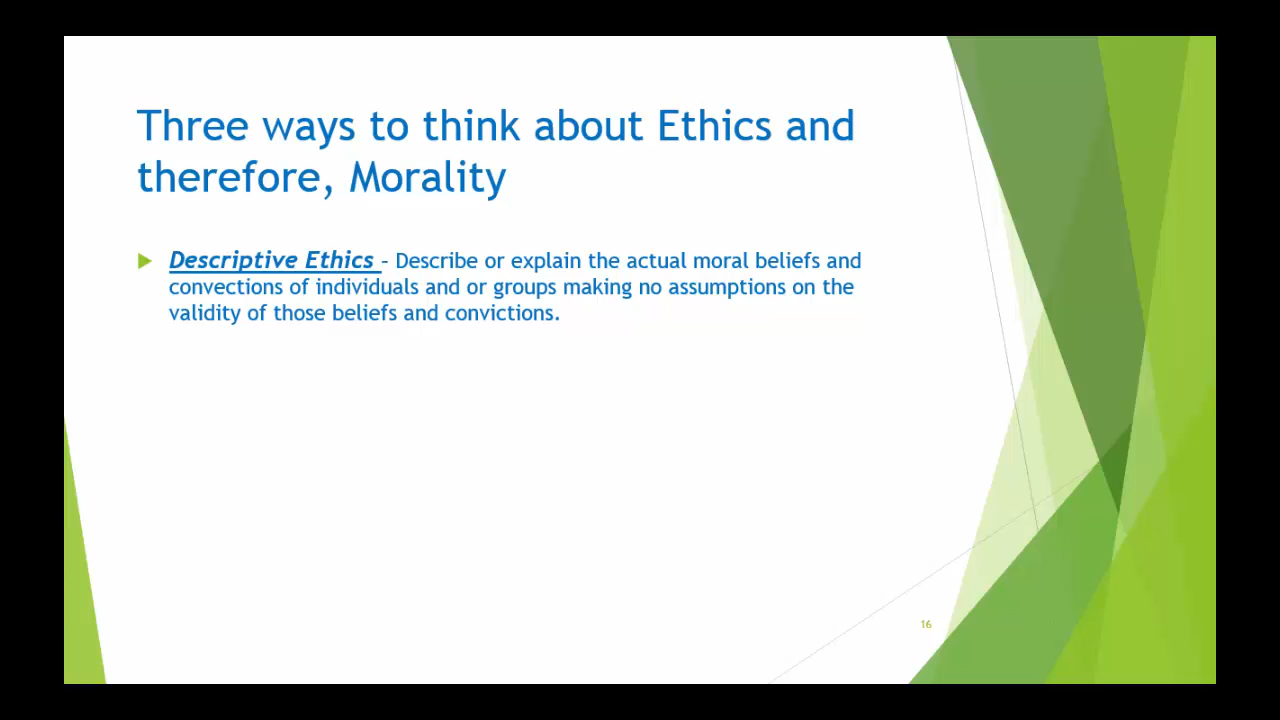 Three ways to think about Ethics and
therefore, Morality
Descriptive Ethics – Describe or explain the actual moral beliefs and
convections of individuals and or groups making no assumptions on the
validity of those beliefs and convictions.
16